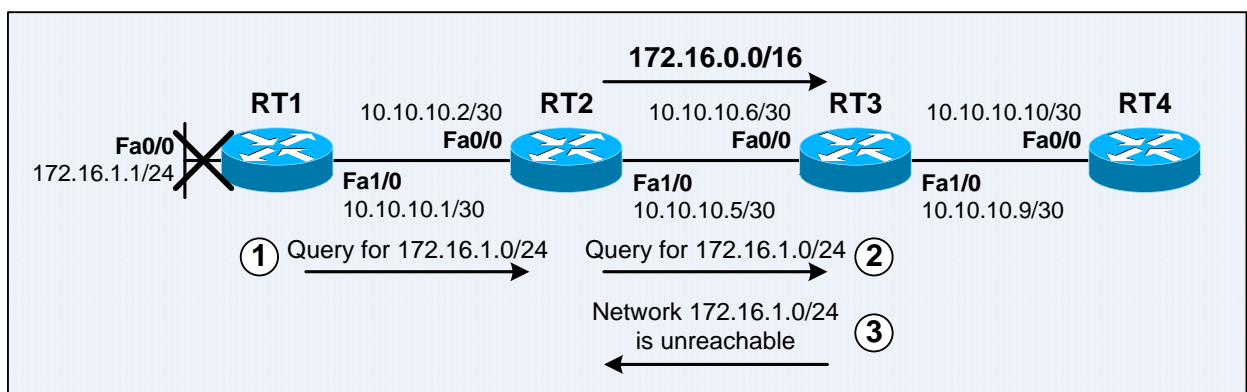 172.16.0.0/16
RT1
RT2
RT3
RT4
10.10.10.2/30
10.10.10.6/30
10.10.10.10/30
Fa0/0
Fa0/0
Fa0/0
172.16.1.1/24
Fa1/0
Fa1/0
Fa1/0
10.10.10.1/30
10.10.10.5/30
10.10.10.9/30
1 Query for 172.16.1.0/24
Query for 172.16.1.0/24 2
Network 172.16.1.0/24
is unreachable
3